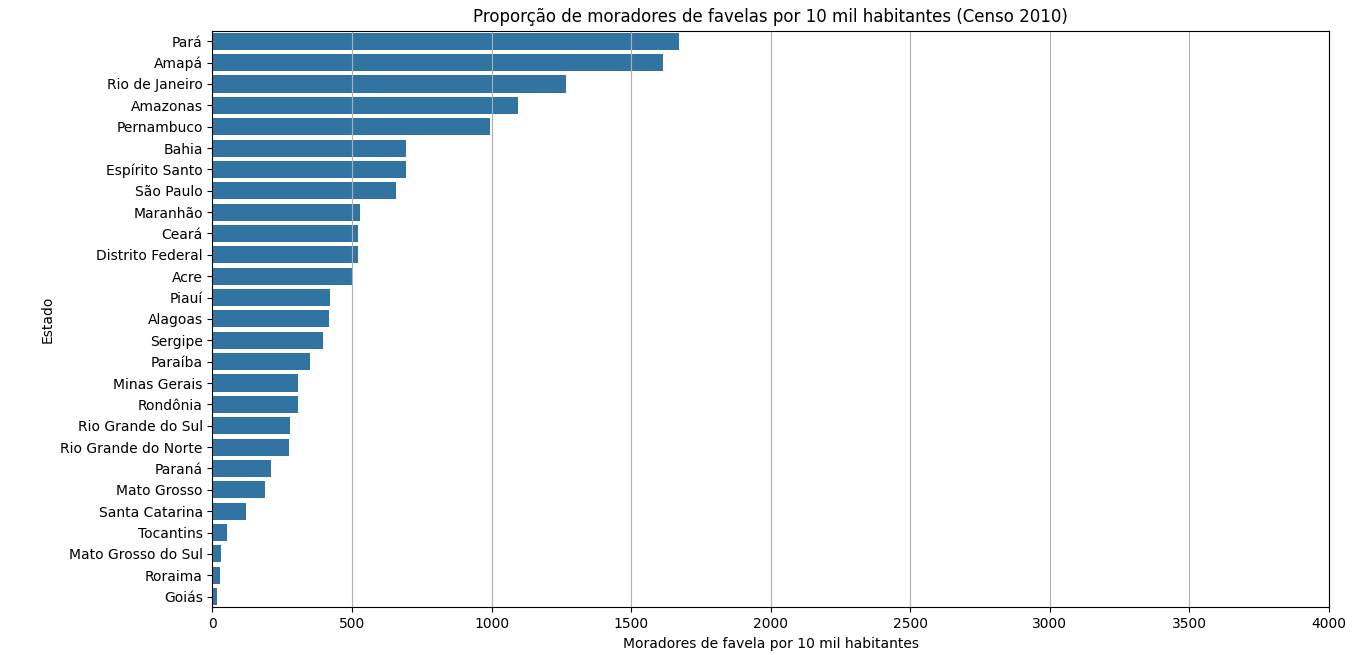 Proporção de moradores de favelas por 10 mil habitantes (Censo 2010)
Estado
Pará
Amapá
Rio de Janeiro
Amazonas
Pernambuco
Bahia
Espírito Santo
São Paulo
Maranhão
Ceará
Distrito Federal
Acre
Piauí
Alagoas
Sergipe
Paraíba
Minas Gerais
Rondônia
Rio Grande do Sul
Rio Grande do Norte
Paraná
Mato Grosso
Santa Catarina
Tocantins
Mato Grosso do Sul
Roraima
Goiás
0 500 1000 1500 2000 2500 3000 3500 4000
Moradores de favela por 10 mil habitantes